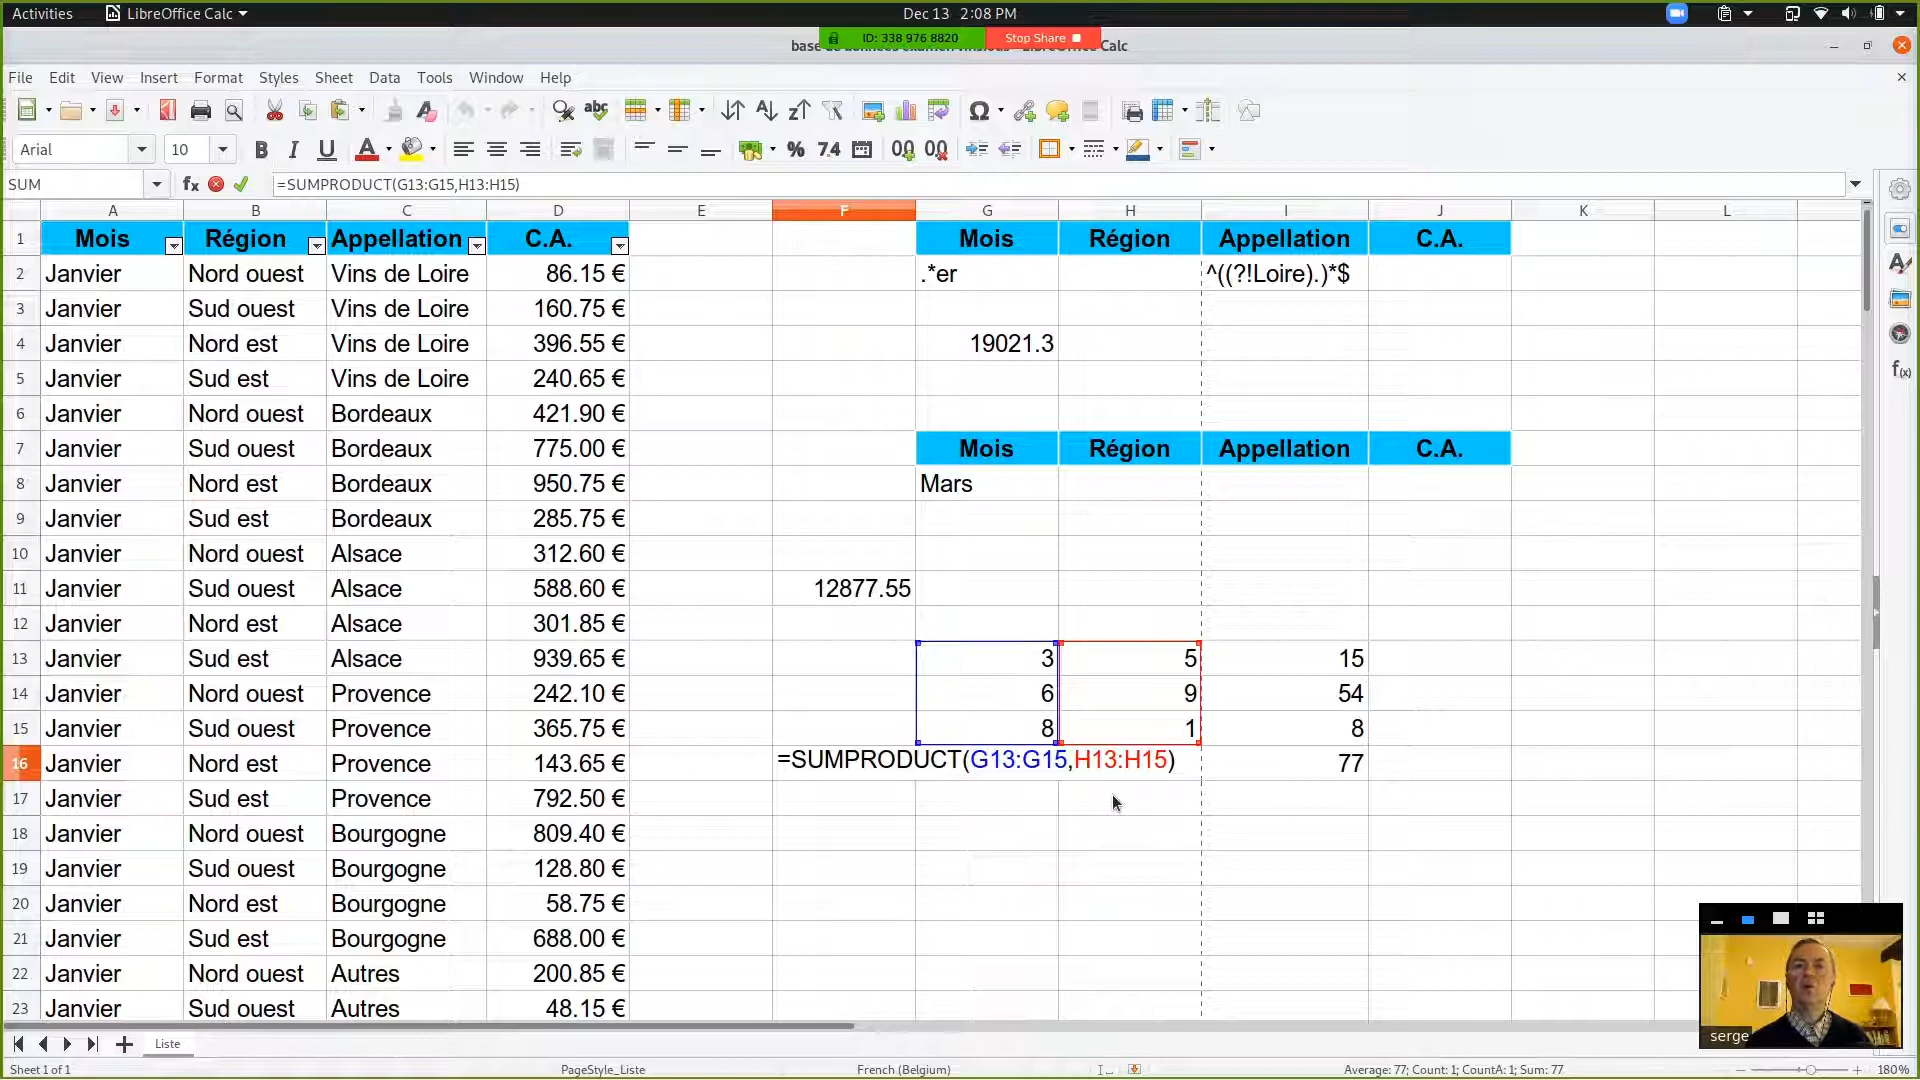 Activities LibreOffice Calc Dec 13 2:08 PM
ID: 338 976 8820 Stop Share
Calc
File Edit View Insert Format Styles Sheet Data Tools Window Help
Arial 10
SUM =SUMPRODUCT(G13:G15,H13:H15)
A B C D E F G H I J K L
1 Mois Région Appellation C.A. Mois Région Appellation C.A.
2 Janvier Nord ouest Vins de Loire 86.15 € .*er ^((?!Loire).)*$
3 Janvier Sud ouest Vins de Loire 160.75 €
4 Janvier Nord est Vins de Loire 396.55 € 19021.3
5 Janvier Sud est Vins de Loire 240.65 €
6 Janvier Nord ouest Bordeaux 421.90 €
7 Janvier Sud ouest Bordeaux 775.00 € Mois Région Appellation C.A.
8 Janvier Nord est Bordeaux 950.75 € Mars
9 Janvier Sud est Bordeaux 285.75 €
10 Janvier Nord ouest Alsace 312.60 €
11 Janvier Sud ouest Alsace 588.60 € 12877.55
12 Janvier Nord est Alsace 301.85 €
13 Janvier Sud est Alsace 939.65 € 3 5 15
14 Janvier Nord ouest Provence 242.10 € 6 9 54
15 Janvier Sud ouest Provence 365.75 € 8 1 8
16 Janvier Nord est Provence 143.65 € =SUMPRODUCT(G13:G15,H13:H15) 77
17 Janvier Sud est Provence 792.50 €
18 Janvier Nord ouest Bourgogne 809.40 €
19 Janvier Sud ouest Bourgogne 128.80 €
20 Janvier Nord est Bourgogne 58.75 €
21 Janvier Sud est Bourgogne 688.00 €
22 Janvier Nord ouest Autres 200.85 €
23 Janvier Sud ouest Autres 48.15 €
serge
Liste
Sheet 1 of 1 PageStyle_Liste French (Belgium) Average: 77; Count: 1; CountA: 1; Sum: 77 180%